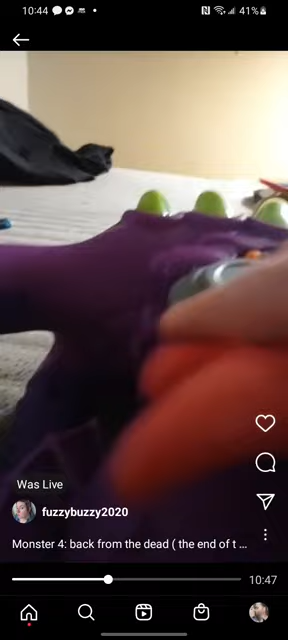 10:44
41%
Was Live
fuzzybuzzy2020
Monster 4: back from the dead ( the end of t ...
10:47